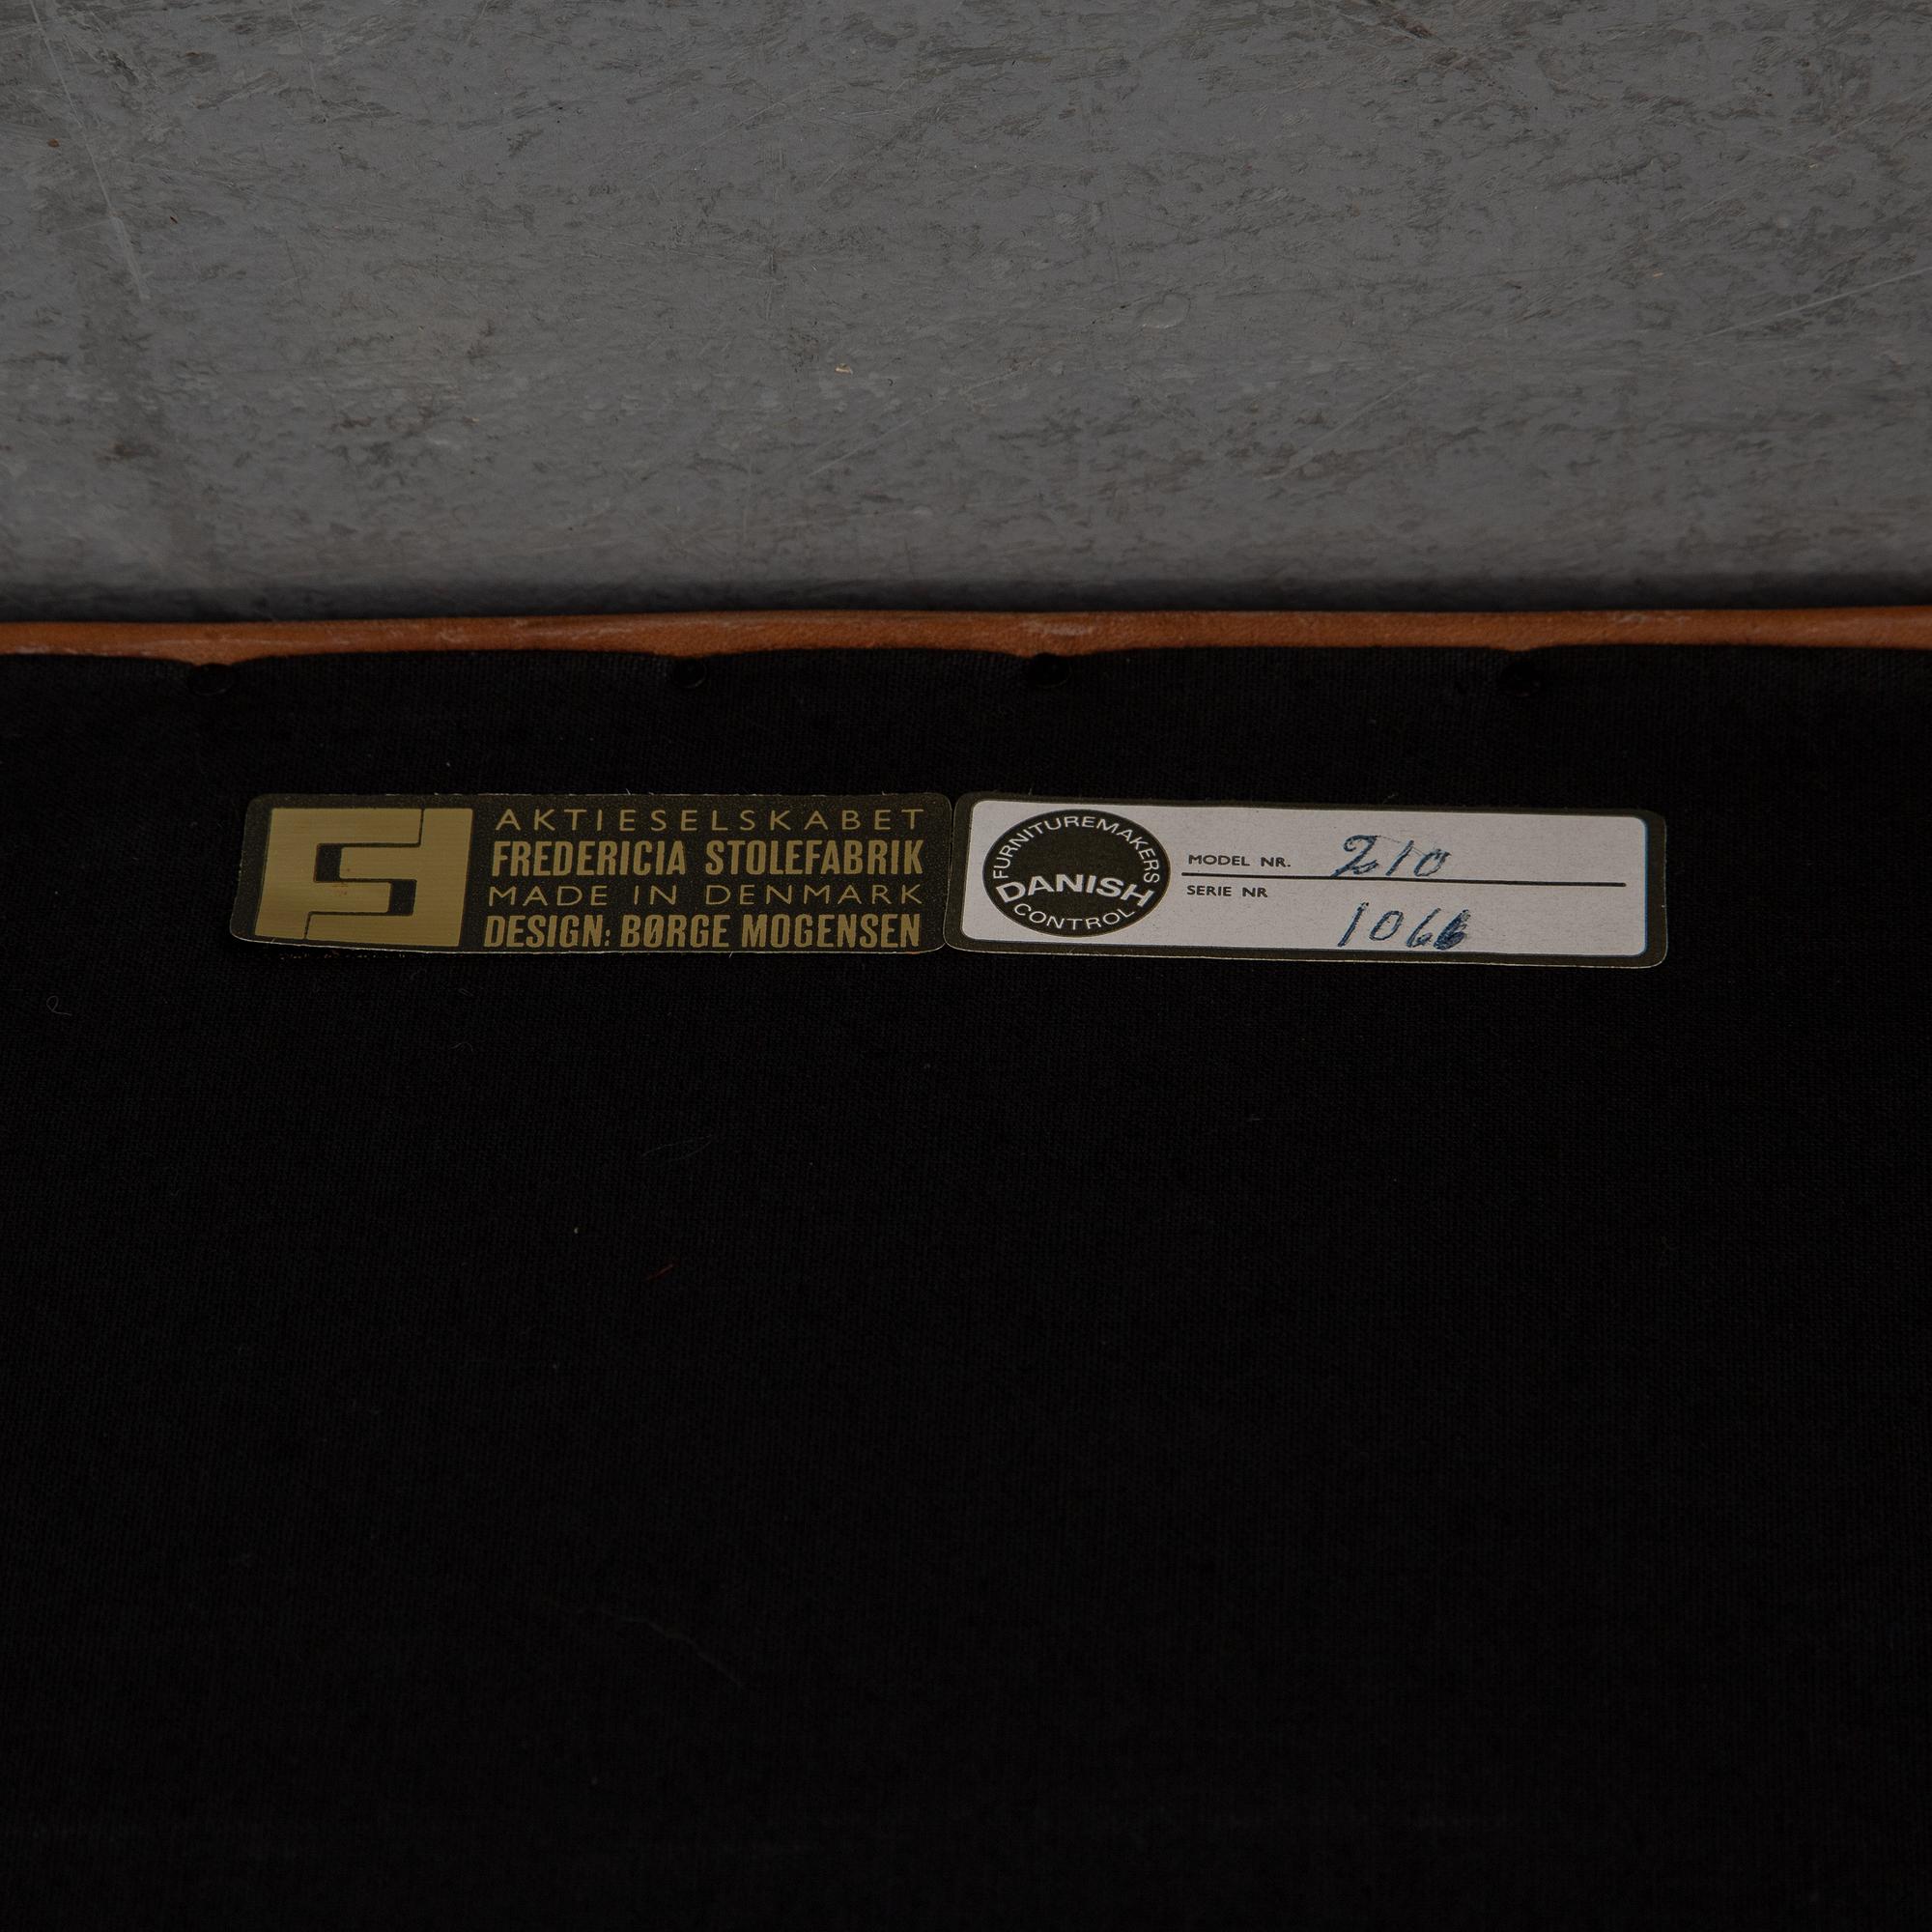 AKTIESELSKABET
FREDERICIA STOLEFABRIK
MADE IN DENMARK
DESIGN: BØRGE MOGENSEN
FURNITUREMAKERS
DANISH
CONTROL
MODEL NR. 210
SERIE NR
1066